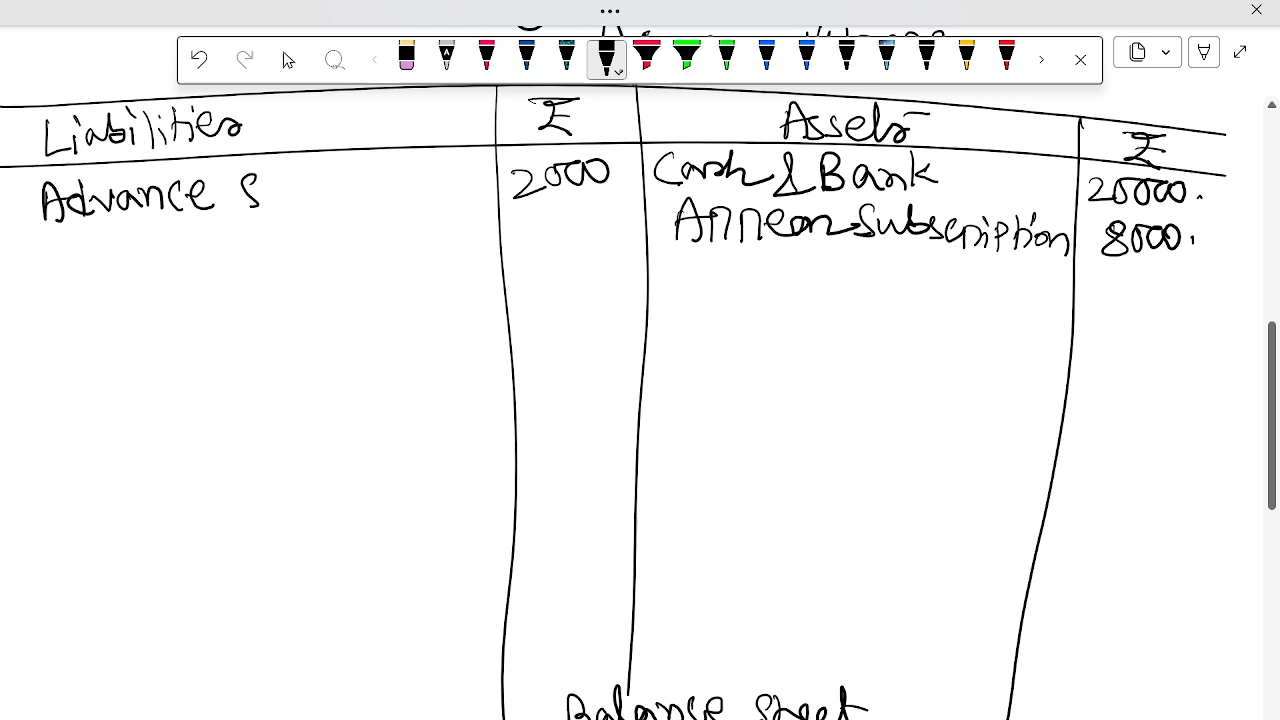 Liabilities ₹ Assets ₹
Advance S 2000 Cash & Bank 20000.
Arrear Subscription 8000.
Balance Sheet